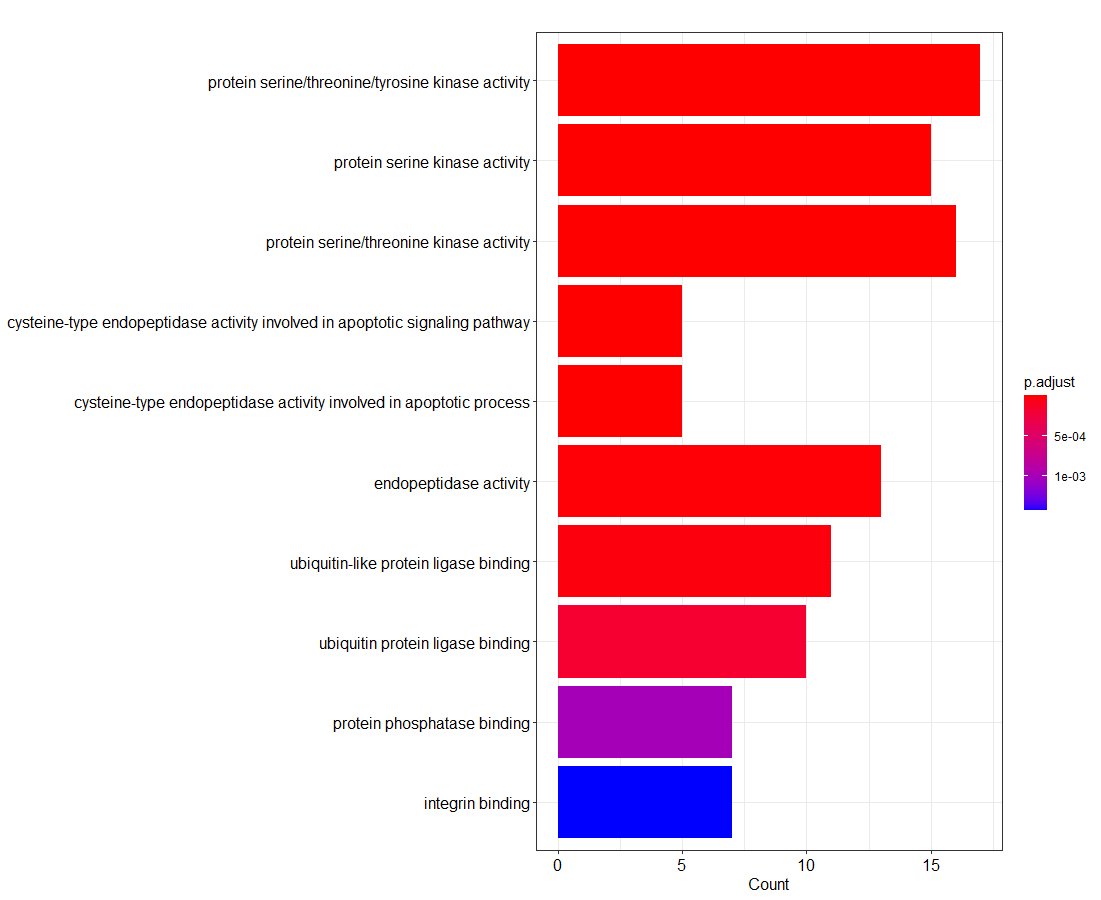 protein serine/threonine/tyrosine kinase activity
protein serine kinase activity
protein serine/threonine kinase activity
cysteine-type endopeptidase activity involved in apoptotic signaling pathway
cysteine-type endopeptidase activity involved in apoptotic process
endopeptidase activity
ubiquitin-like protein ligase binding
ubiquitin protein ligase binding
protein phosphatase binding
integrin binding
0 5 10 15
Count
p.adjust
5e-04
1e-03